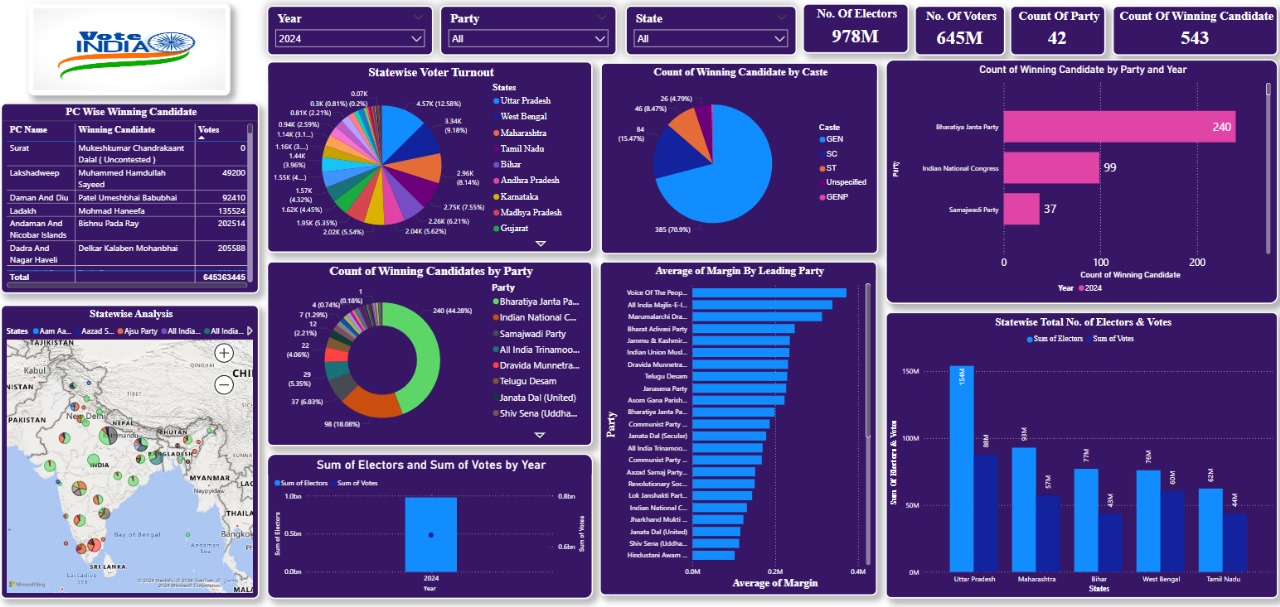 Vote
INDIA
Year
2024
Party
All
State
All
No. Of Electors
978M
No. Of Voters
645M
Count Of Party
42
Count Of Winning Candidate
543
PC Wise Winning Candidate
PC Name Winning Candidate Votes
Surat Mukeshkumar Chandrakaant 0
Dalal ( Uncontested )
Lakshadweep Muhammed Hamdullah 49200
Sayeed
Daman And Diu Patel Umeshbhai Babubhai 92410
Ladakh Mohmad Haneefa 135524
Andaman And Bishnu Pada Ray 202514
Nicobar Islands
Dadra And Delkar Kalaben Mohanbhai 205588
Nagar Haveli
Total 645363445
Statewise Analysis
States Aam Aa... Aazad S... Ajsu Party All India... All India...
TAJIKISTAN
Kabul
QINGHAI
CHI
TIBET
PAKISTAN
New Delhi
NEPAL
Kathmandu
BHUTAN
BANGLADESH
INDIA
MYANMAR
Naypyidaw
THAILA
Bangkok
Bay of Bengal
Andaman
Sea
SRI LANKA
Laccadive
Sea
MALA
Statewise Voter Turnout
4.57K (12.58%)
3.34K
(9.18%)
2.96K
(8.14%)
2.75K (7.55%)
2.26K (6.21%)
2.04K (5.62%)
2.02K (5.54%)
1.95K (5.35%)
1.62K (4.45%)
1.57K
(4.32%)
1.55K (4....)
1.44K
(3.96%)
1.16K (3....)
1.14K (3.1...)
0.94K (2.59%)
0.81K (2.21%)
0.3K (0.81%)
(0.2%)
0.07K
States
Uttar Pradesh
West Bengal
Maharashtra
Tamil Nadu
Bihar
Andhra Pradesh
Karnataka
Madhya Pradesh
Gujarat
Count of Winning Candidate by Caste
26 (4.79%)
46 (8.47%)
84
(15.47%)
385 (70.9%)
Caste
GEN
SC
ST
Unspecified
GENP
Count of Winning Candidate by Party and Year
Party
Bharatiya Janta Party 240
Indian National Congress 99
Samajwadi Party 37
0 100 200
Count of Winning Candidate
Year 2024
Count of Winning Candidates by Party
1
(0.18%)
4 (0.74%)
7 (1.29%)
12
(2.21%)
22
(4.06%)
29
(5.35%)
37 (6.83%)
98 (18.08%)
240 (44.28%)
Party
Bharatiya Janta Pa...
Indian National C...
Samajwadi Party
All India Trinamoo...
Dravida Munnetra...
Telugu Desam
Janata Dal (United)
Shiv Sena (Uddha...
Sum of Electors and Sum of Votes by Year
Sum of Electors Sum of Votes
Sum of Electors
1.0bn
0.5bn
0.0bn
0.8bn
0.6bn
Sum of Votes
2024
Year
Average of Margin By Leading Party
Party
Voice Of The Peop...
All India Majlis-E-I...
Marumalarchi Dra...
Bharat Adivasi Party
Jammu & Kashmir...
Indian Union Musl...
Dravida Munnetra...
Telugu Desam
Janasena Party
Asom Gana Parish...
Bharatiya Janta Pa...
Communist Party ...
Janata Dal (Secular)
All India Trinamoo...
Communist Party ...
Aazad Samaj Party...
Revolutionary Soc...
Lok Janshakti Part...
Indian National C...
Jharkhand Mukti ...
Janata Dal (United)
Shiv Sena (Uddha...
Hindustani Awam ...
0.0M 0.2M 0.4M
Average of Margin
Statewise Total No. of Electors & Votes
Sum of Electors Sum of Votes
Sum Of Electors & Votes
150M
100M
50M
0M
154M 88M 93M 57M 77M 43M 76M 60M 62M 44M
Uttar Pradesh Maharashtra Bihar West Bengal Tamil Nadu
States